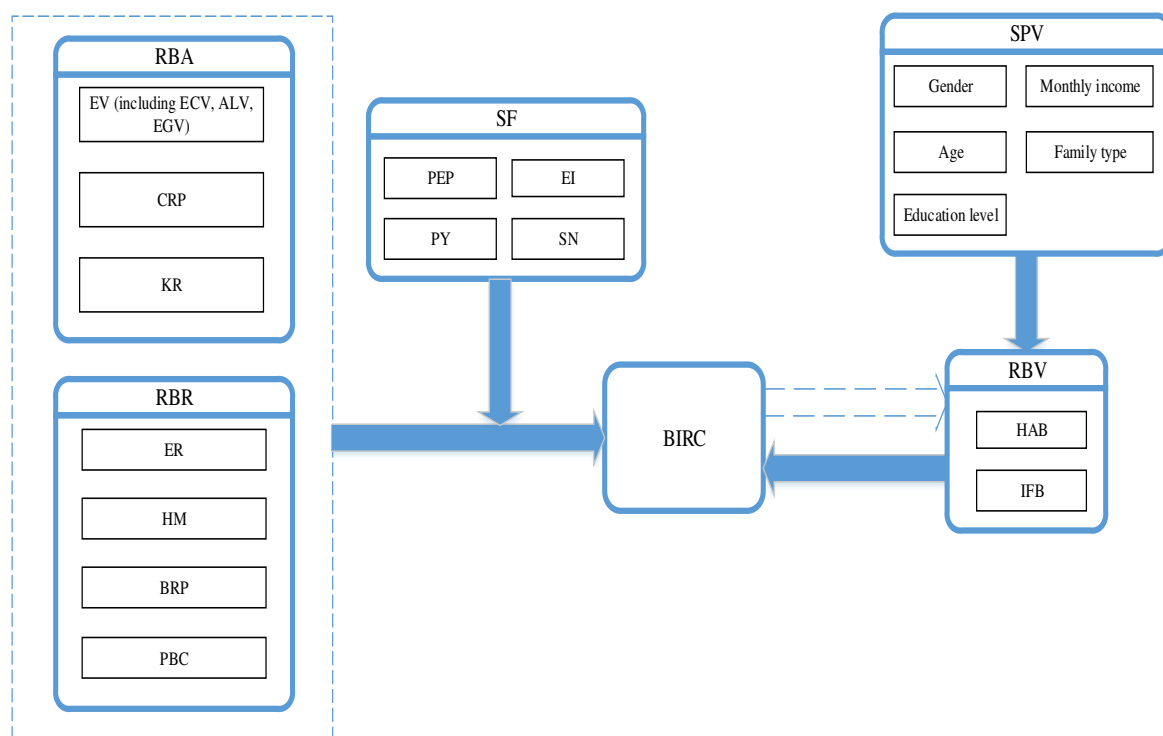 RBA
EV (including ECV, ALV,
EGV)
CRP
KR
RBR
ER
HM
BRP
PBC
SF
PEP
EI
PY
SN
BIRC
SPV
Gender
Monthly income
Age
Family type
Education level
RBV
HAB
IFB